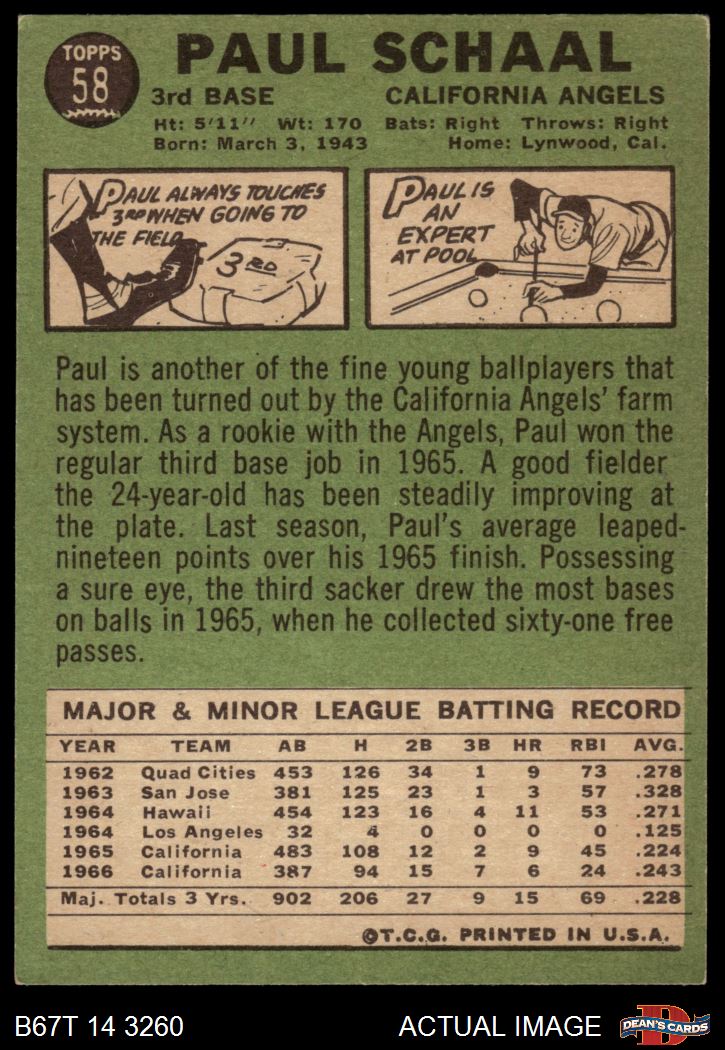 TOPPS
58
PAUL SCHAAL
3rd BASE CALIFORNIA ANGELS
Ht: 5'11" Wt: 170 Bats: Right Throws: Right
Born: March 3, 1943 Home: Lynwood, Cal.
PAUL ALWAYS TOUCHES
3RD WHEN GOING TO
THE FIELD
3RD
PAUL IS
AN
EXPERT
AT POOL
Paul is another of the fine young ballplayers that
has been turned out by the California Angels' farm
system. As a rookie with the Angels, Paul won the
regular third base job in 1965. A good fielder
the 24-year-old has been steadily improving at
the plate. Last season, Paul's average leaped-
nineteen points over his 1965 finish. Possessing
a sure eye, the third sacker drew the most bases
on balls in 1965, when he collected sixty-one free
passes.
MAJOR & MINOR LEAGUE BATTING RECORD
YEAR TEAM AB H 2B 3B HR RBI AVG.
1962 Quad Cities 453 126 34 1 9 73 .278
1963 San Jose 381 125 23 1 3 57 .328
1964 Hawaii 454 123 16 4 11 53 .271
1964 Los Angeles 32 4 0 0 0 0 .125
1965 California 483 108 12 2 9 45 .224
1966 California 387 94 15 7 6 24 .243
Maj. Totals 3 Yrs. 902 206 27 9 15 69 .228
©T.C.G. PRINTED IN U.S.A.
B67T 14 3260 ACTUAL IMAGE
D
DEAN'S CARDS